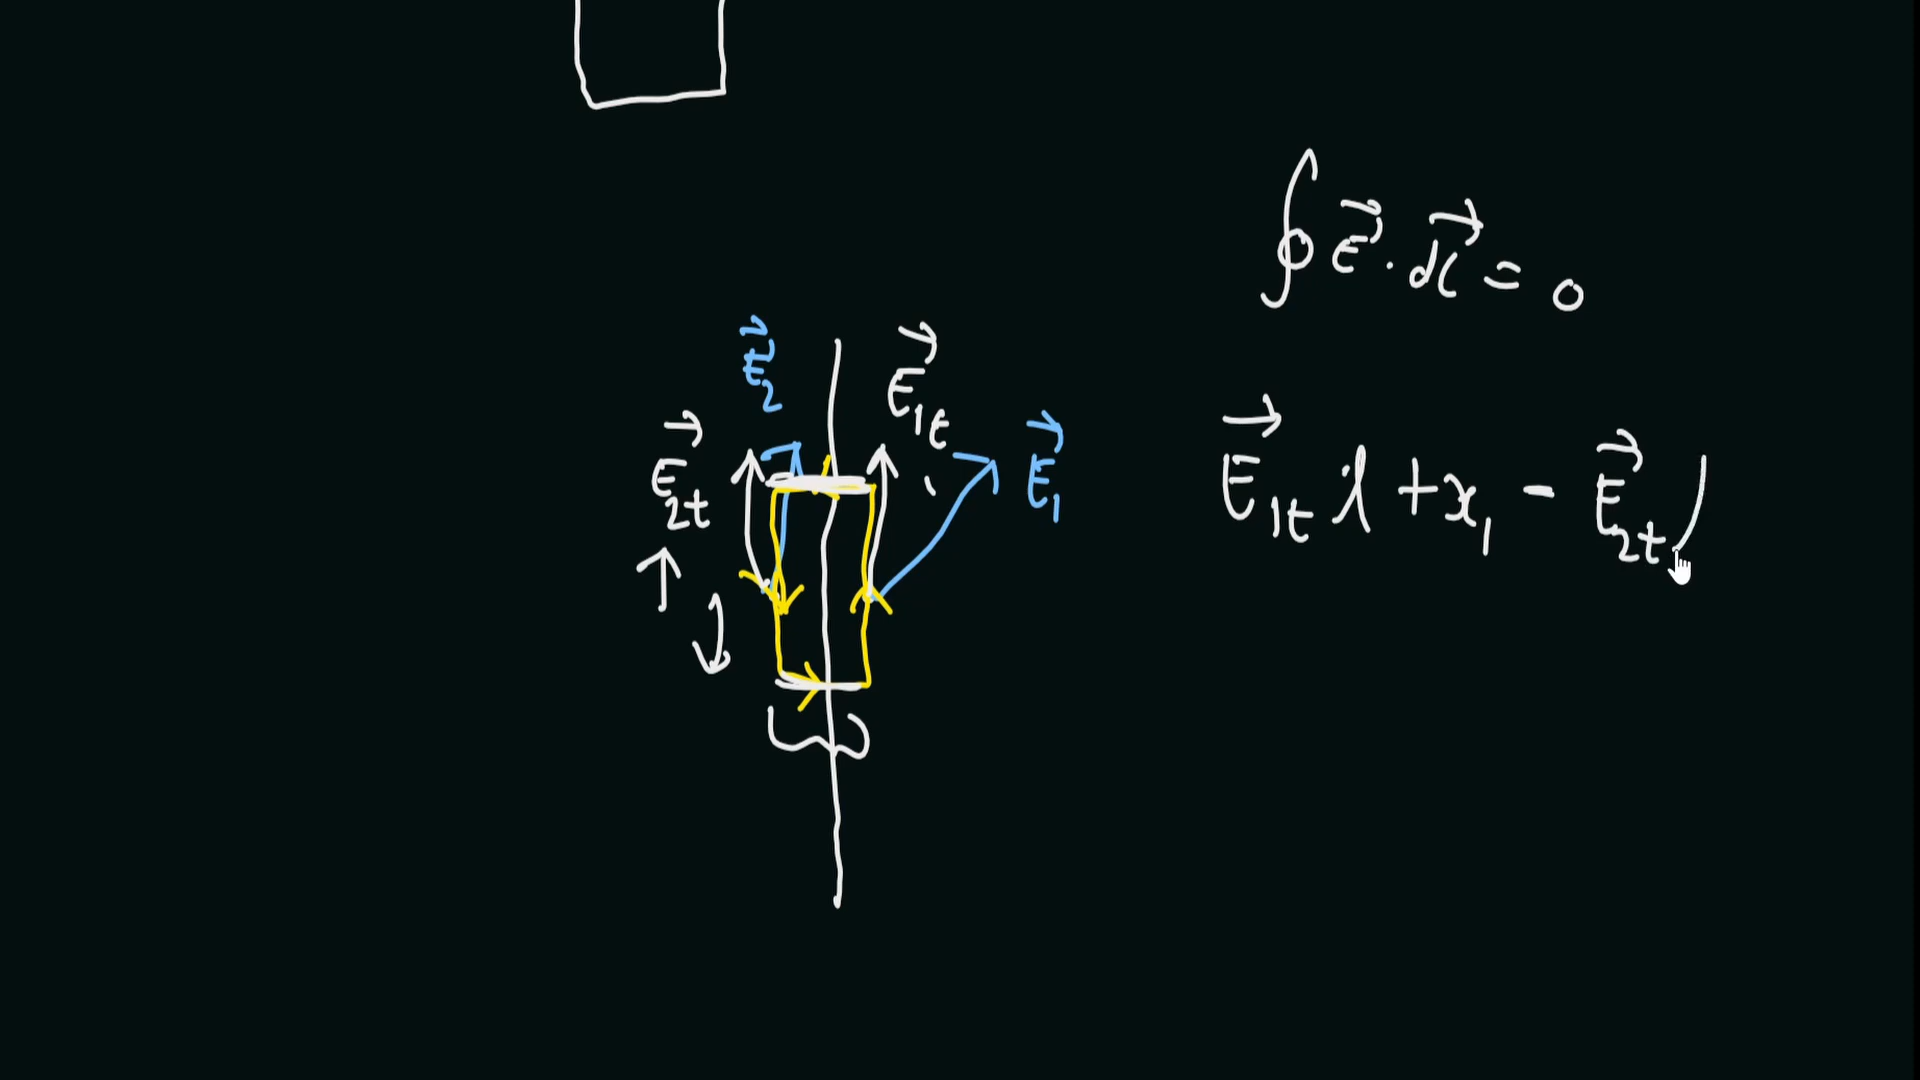 ∮ E⃗ · dl⃗ = 0
E⃗₂
E⃗₁ₜ
E⃗₂ₜ
E⃗₁
E⃗₁ₜ l + x₁ − E⃗₂ₜ